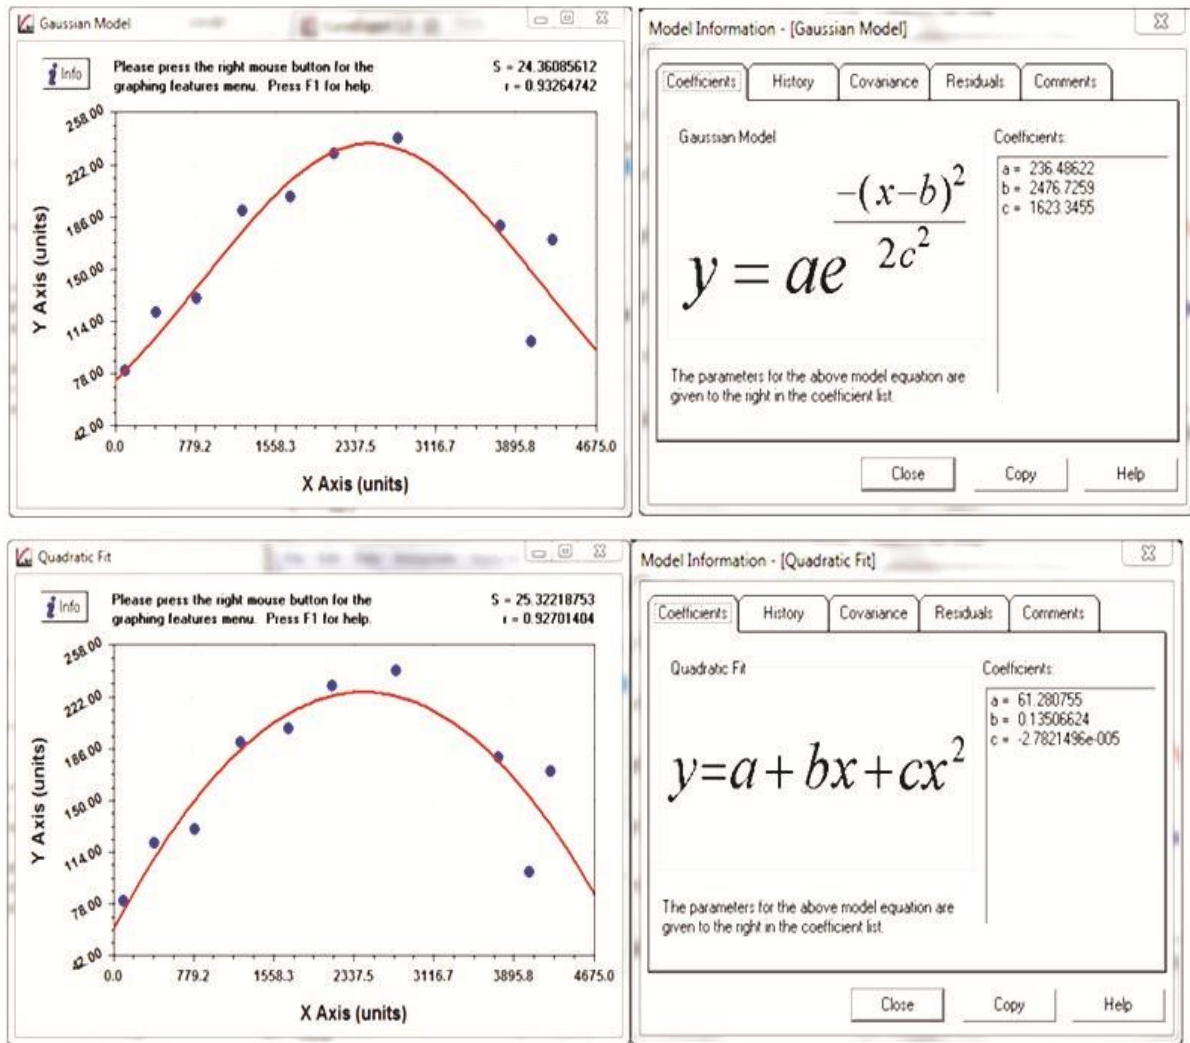 Gaussian Model
Info
Please press the right mouse button for the
graphing features menu. Press F1 for help.
S = 24.36085612
r = 0.93264742
Y Axis (units)
258.00
222.00
186.00
150.00
114.00
78.00
42.00
0.0 779.2 1558.3 2337.5 3116.7 3895.8 4675.0
X Axis (units)
Model Information - [Gaussian Model]
Coefficients History Covariance Residuals Comments
Gaussian Model
y = ae^{\frac{-(x-b)^2}{2c^2}}
Coefficients:
a = 236.48622
b = 2476.7259
c = 1623.3455
The parameters for the above model equation are
given to the right in the coefficient list.
Close Copy Help
Quadratic Fit
Info
Please press the right mouse button for the
graphing features menu. Press F1 for help.
S = 25.32218753
r = 0.92701404
Y Axis (units)
258.00
222.00
186.00
150.00
114.00
78.00
42.00
0.0 779.2 1558.3 2337.5 3116.7 3895.8 4675.0
X Axis (units)
Model Information - [Quadratic Fit]
Coefficients History Covariance Residuals Comments
Quadratic Fit
y=a+bx+cx²
Coefficients:
a = 61.280755
b = 0.13506624
c = -2.7821496e-005
The parameters for the above model equation are
given to the right in the coefficient list.
Close Copy Help